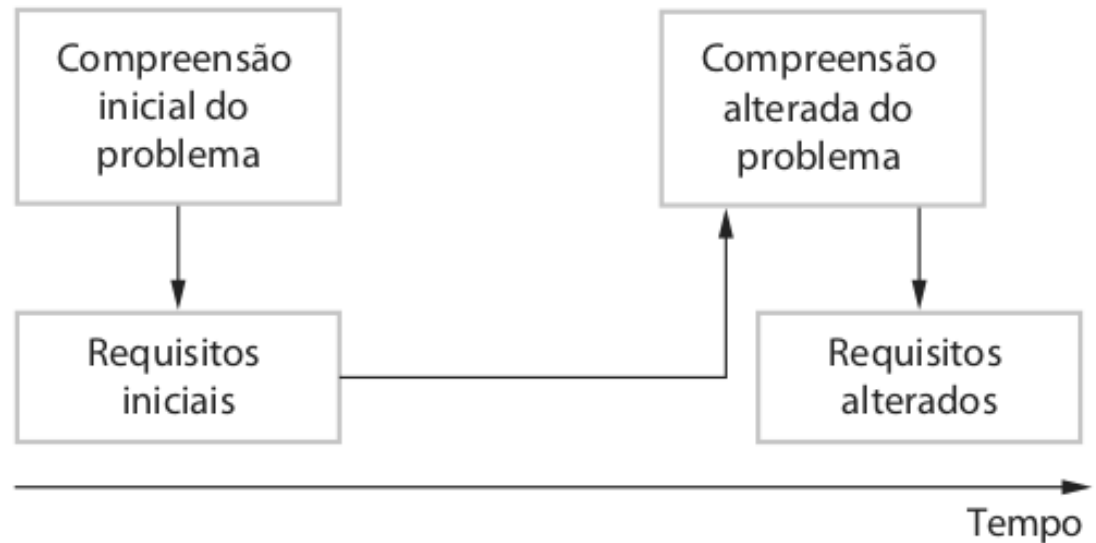 Compreensão
inicial do
problema
Compreensão
alterada do
problema
Requisitos
iniciais
Requisitos
alterados
Tempo